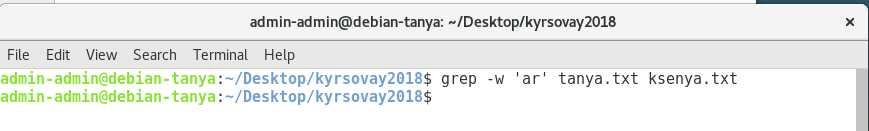 admin-admin@debian-tanya: ~/Desktop/kyrsovay2018
×
File Edit View Search Terminal Help
admin-admin@debian-tanya:~/Desktop/kyrsovay2018$ grep -w 'ar' tanya.txt ksenya.txt
admin-admin@debian-tanya:~/Desktop/kyrsovay2018$